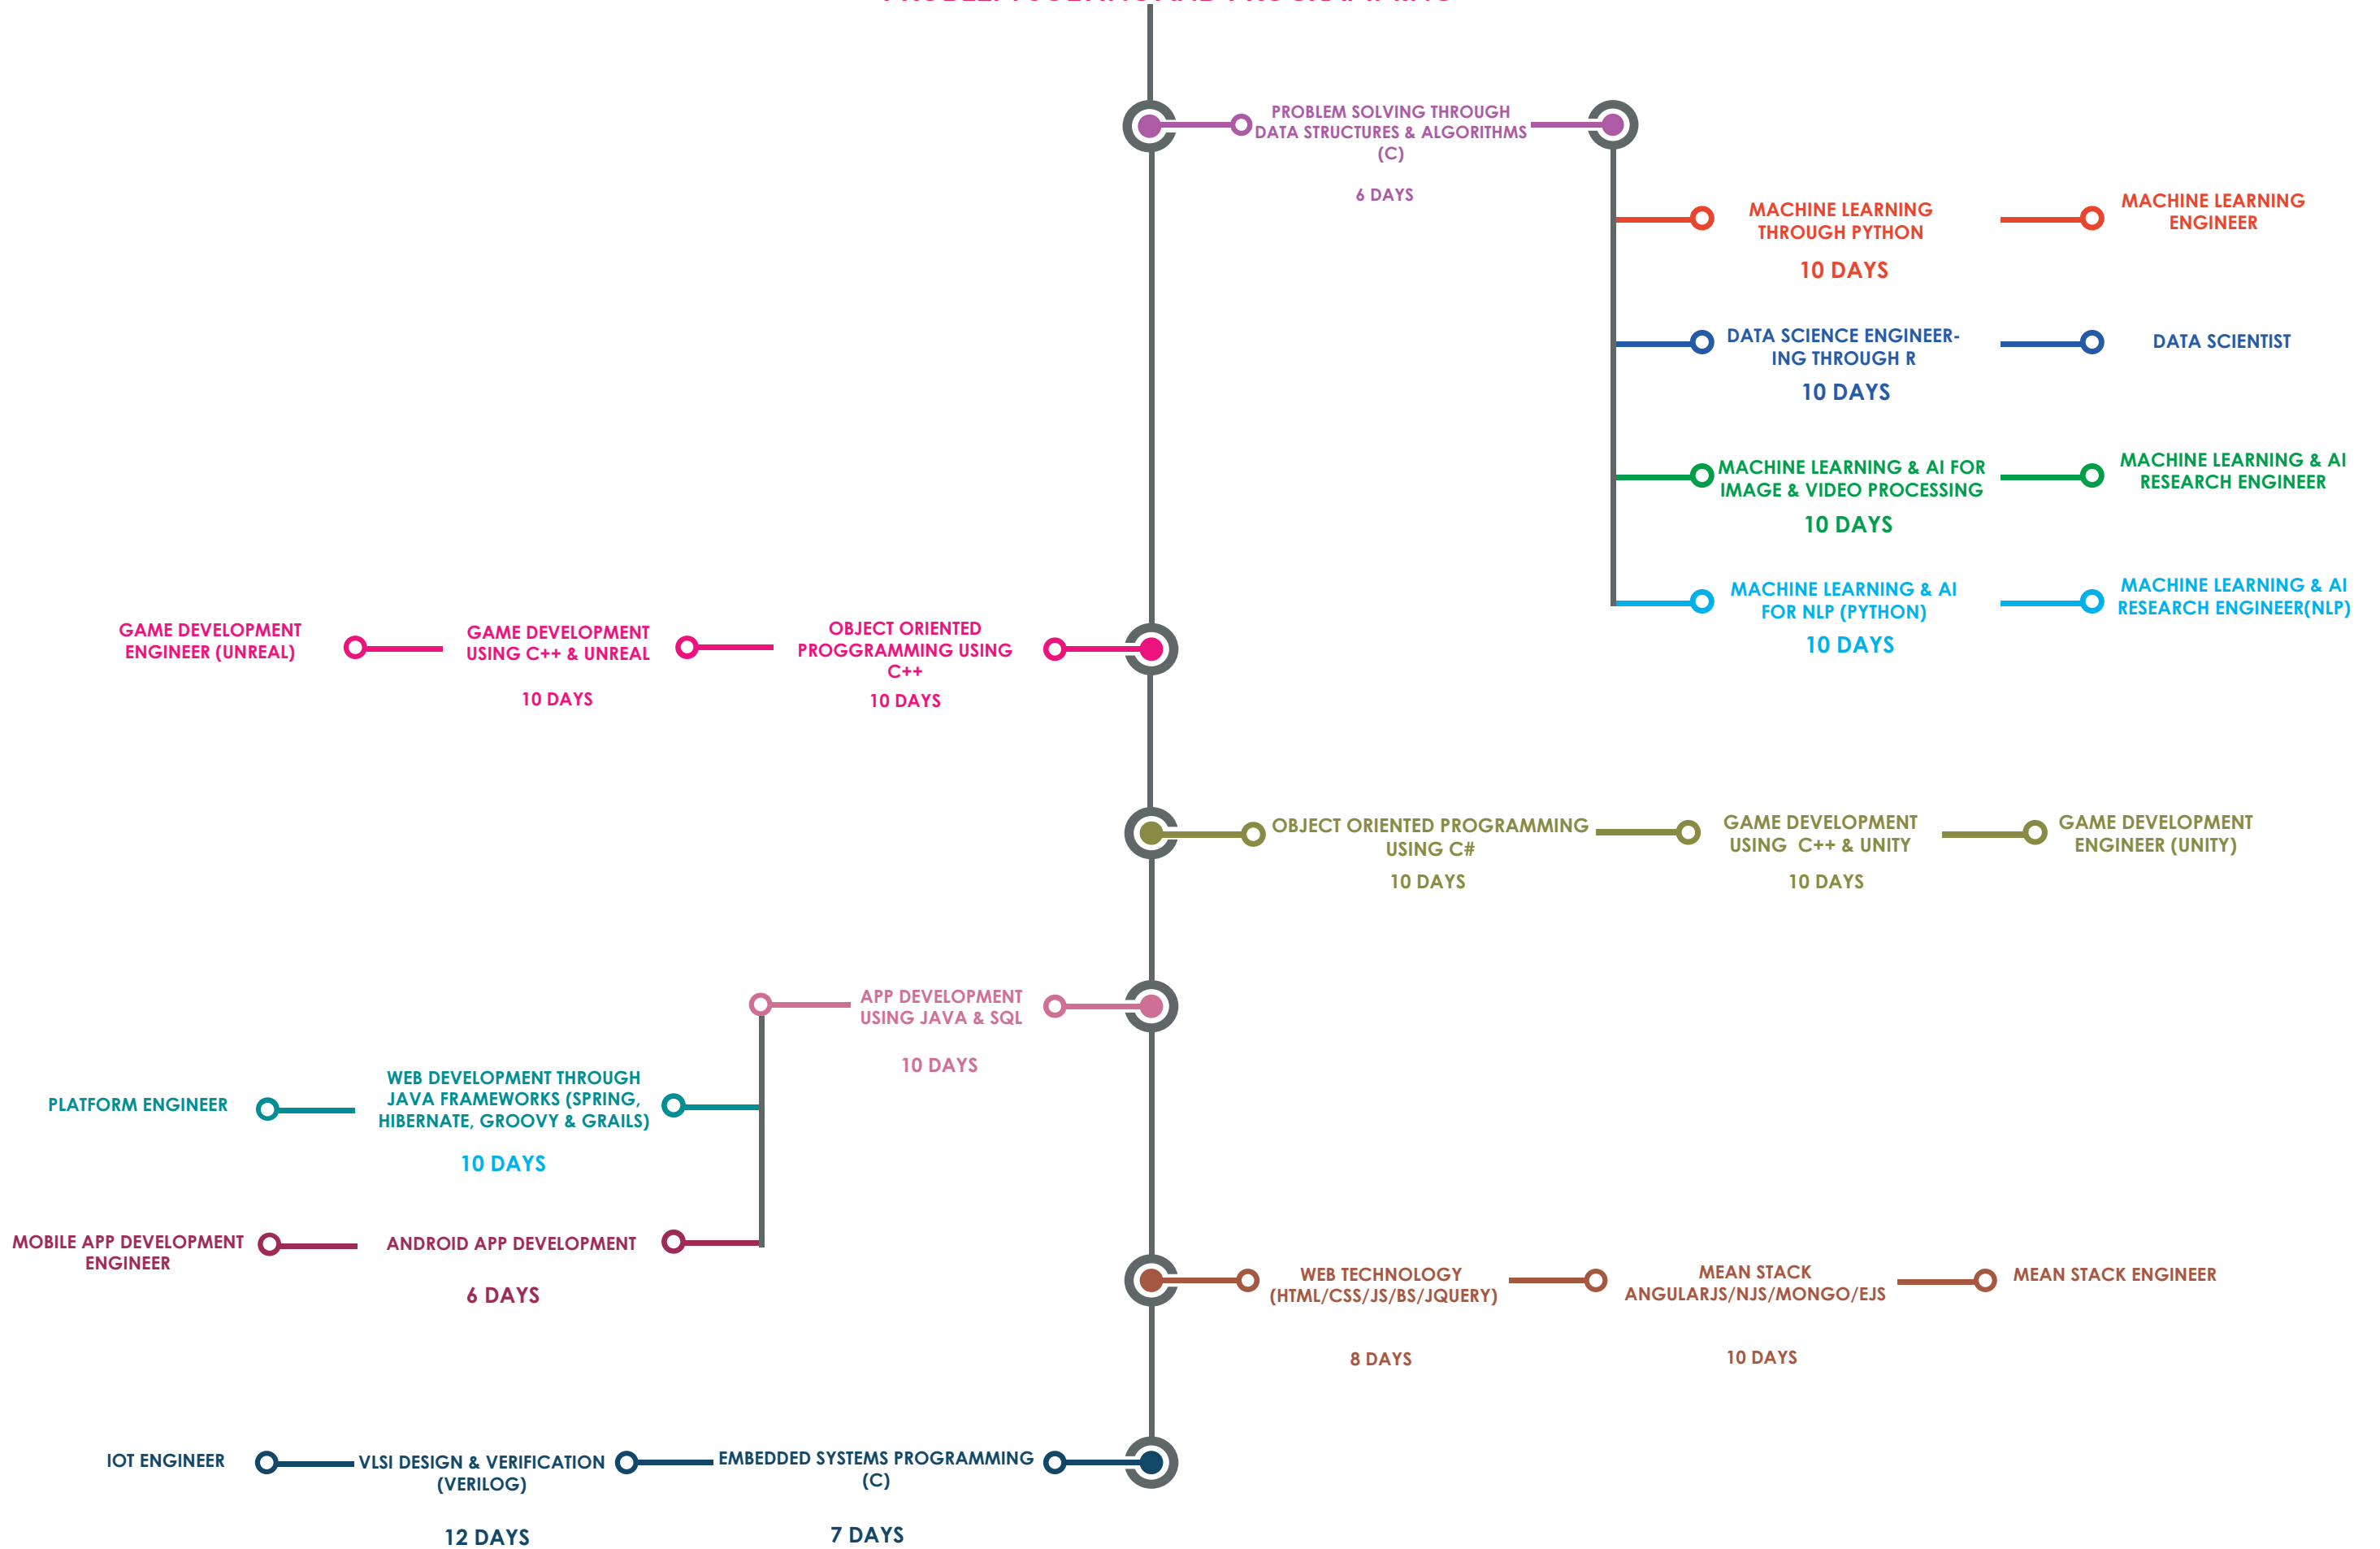 PROBLEM SOLVING AND PROGRAMMING
PROBLEM SOLVING THROUGH
DATA STRUCTURES & ALGORITHMS
(C)
6 DAYS
MACHINE LEARNING
THROUGH PYTHON
10 DAYS
MACHINE LEARNING
ENGINEER
DATA SCIENCE ENGINEER-
ING THROUGH R
10 DAYS
DATA SCIENTIST
MACHINE LEARNING & AI FOR
IMAGE & VIDEO PROCESSING
10 DAYS
MACHINE LEARNING & AI
RESEARCH ENGINEER
MACHINE LEARNING & AI
FOR NLP (PYTHON)
10 DAYS
MACHINE LEARNING & AI
RESEARCH ENGINEER(NLP)
GAME DEVELOPMENT
ENGINEER (UNREAL)
GAME DEVELOPMENT
USING C++ & UNREAL
10 DAYS
OBJECT ORIENTED
PROGGRAMMING USING
C++
10 DAYS
OBJECT ORIENTED PROGRAMMING
USING C#
10 DAYS
GAME DEVELOPMENT
USING  C++ & UNITY
10 DAYS
GAME DEVELOPMENT
ENGINEER (UNITY)
APP DEVELOPMENT
USING JAVA & SQL
10 DAYS
PLATFORM ENGINEER
WEB DEVELOPMENT THROUGH
JAVA FRAMEWORKS (SPRING,
HIBERNATE, GROOVY & GRAILS)
10 DAYS
MOBILE APP DEVELOPMENT
ENGINEER
ANDROID APP DEVELOPMENT
6 DAYS
WEB TECHNOLOGY
(HTML/CSS/JS/BS/JQUERY)
8 DAYS
MEAN STACK
ANGULARJS/NJS/MONGO/EJS
10 DAYS
MEAN STACK ENGINEER
IOT ENGINEER
VLSI DESIGN & VERIFICATION
(VERILOG)
12 DAYS
EMBEDDED SYSTEMS PROGRAMMING
(C)
7 DAYS